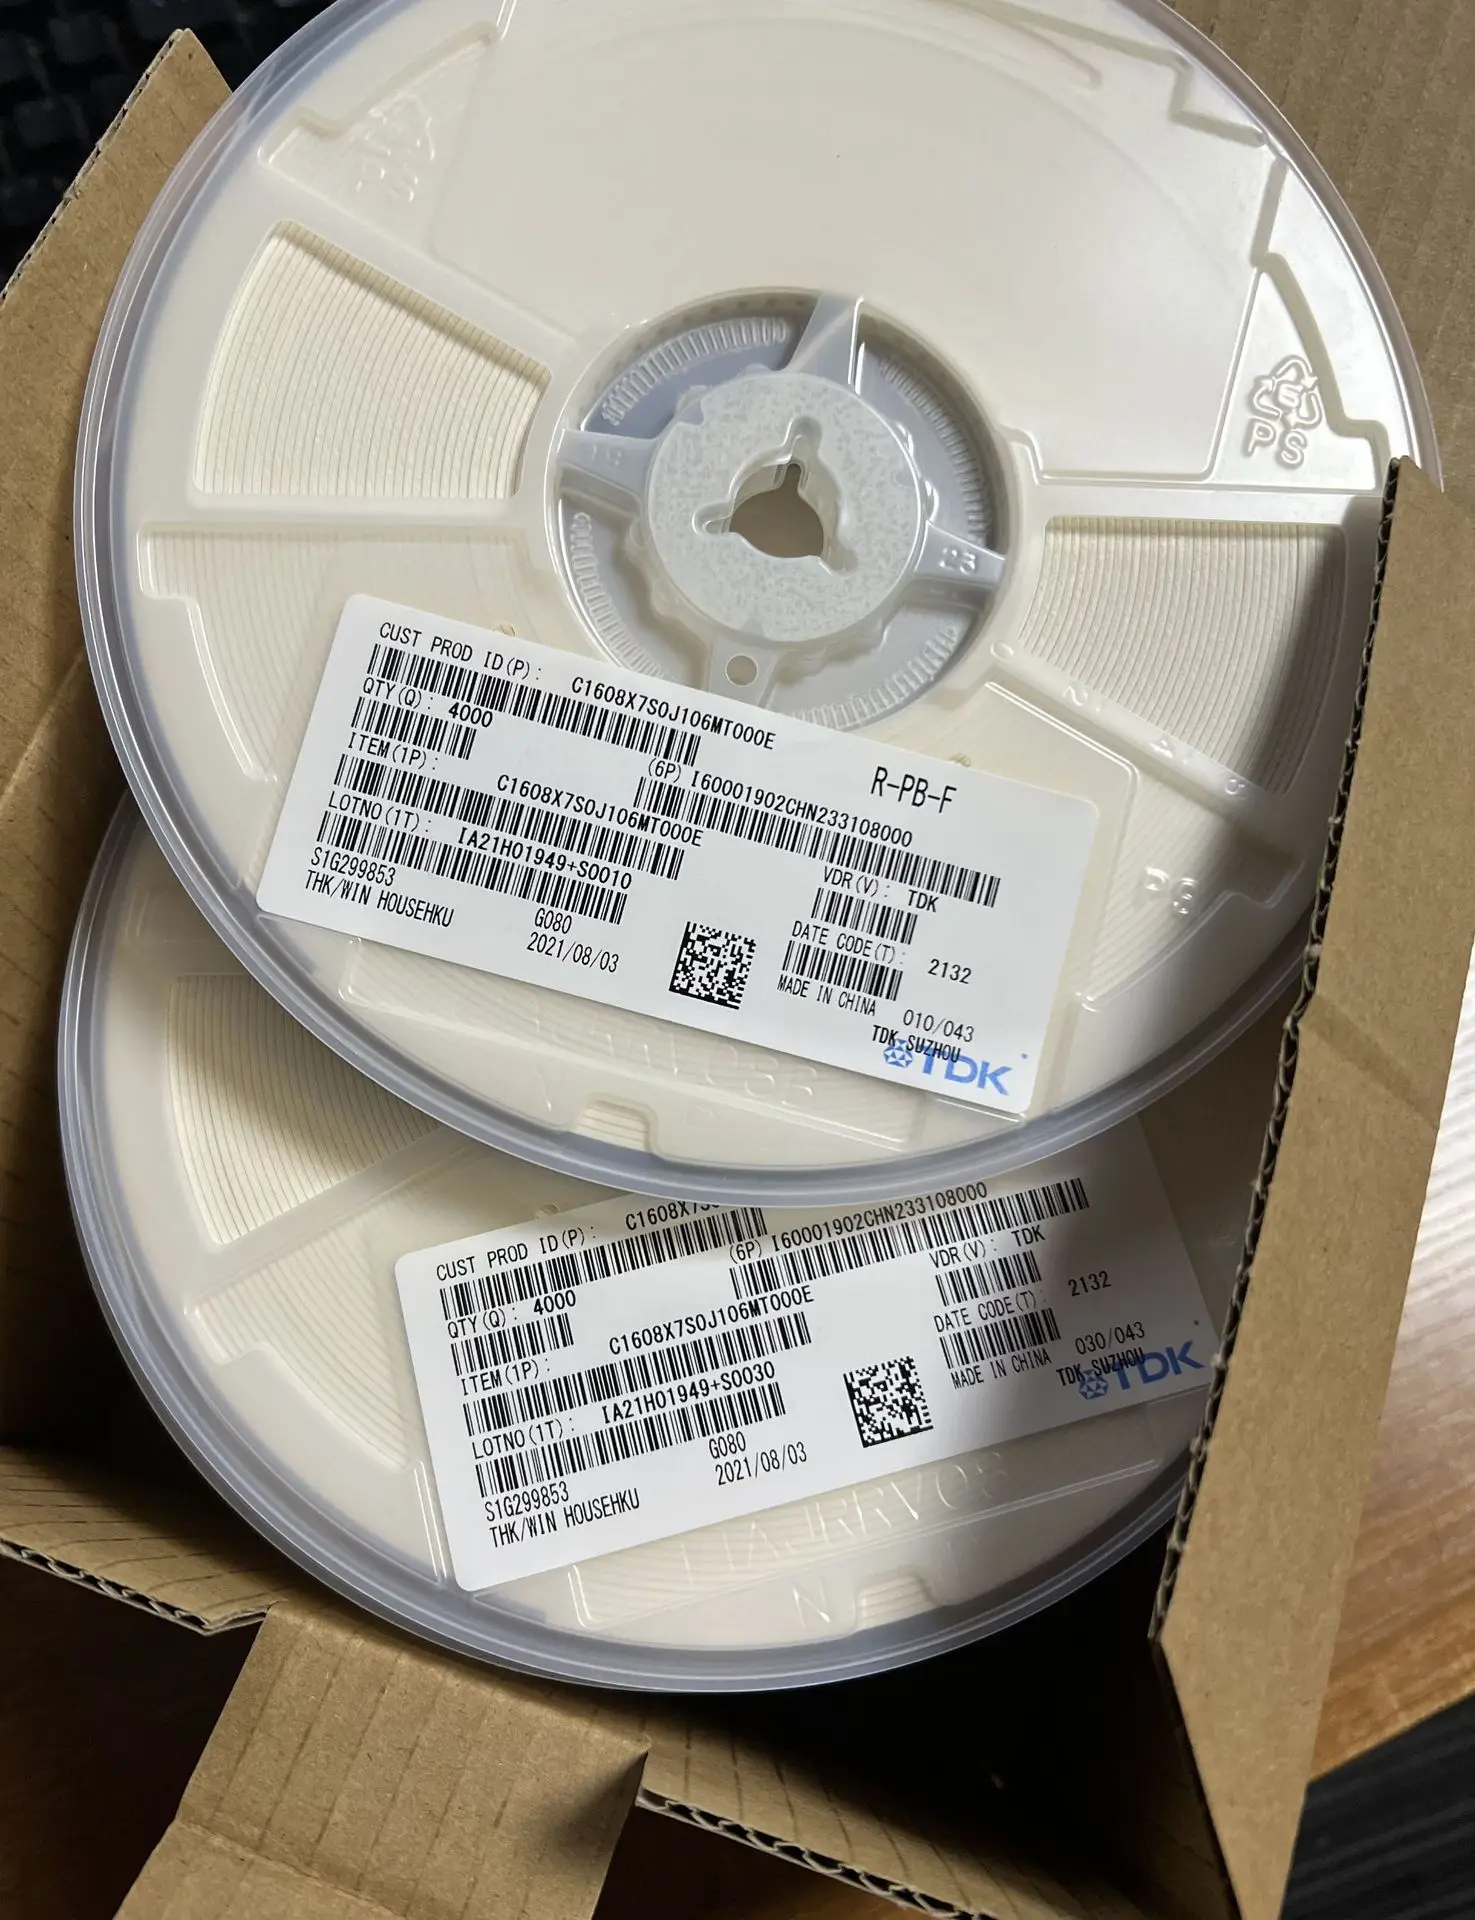 PS
CUST PROD ID(P): C1608X7S0J106MT000E
QTY(Q): 4000
R-PB-F
(6P) I60001902CHN233108000
ITEM(1P): C1608X7S0J106MT000E
VDR(V): TDK
LOTNO(1T): IA21H01949+S0010
DATE CODE(T): 2132
S1G299853
G080
MADE IN CHINA
THK/WIN HOUSEHKU
2021/08/03
010/043
TDK SUZHOU
TDK
PS
CUST PROD ID(P):
(6P) I60001902CHN233108000
QTY(Q): 4000
VDR(V): TDK
ITEM(1P): C1608X7S0J106MT000E
DATE CODE(T): 2132
LOTNO(1T): IA21H01949+S0030
MADE IN CHINA
030/043
S1G299853
G080
TDK SUZHOU
TDK
THK/WIN HOUSEHKU
2021/08/03